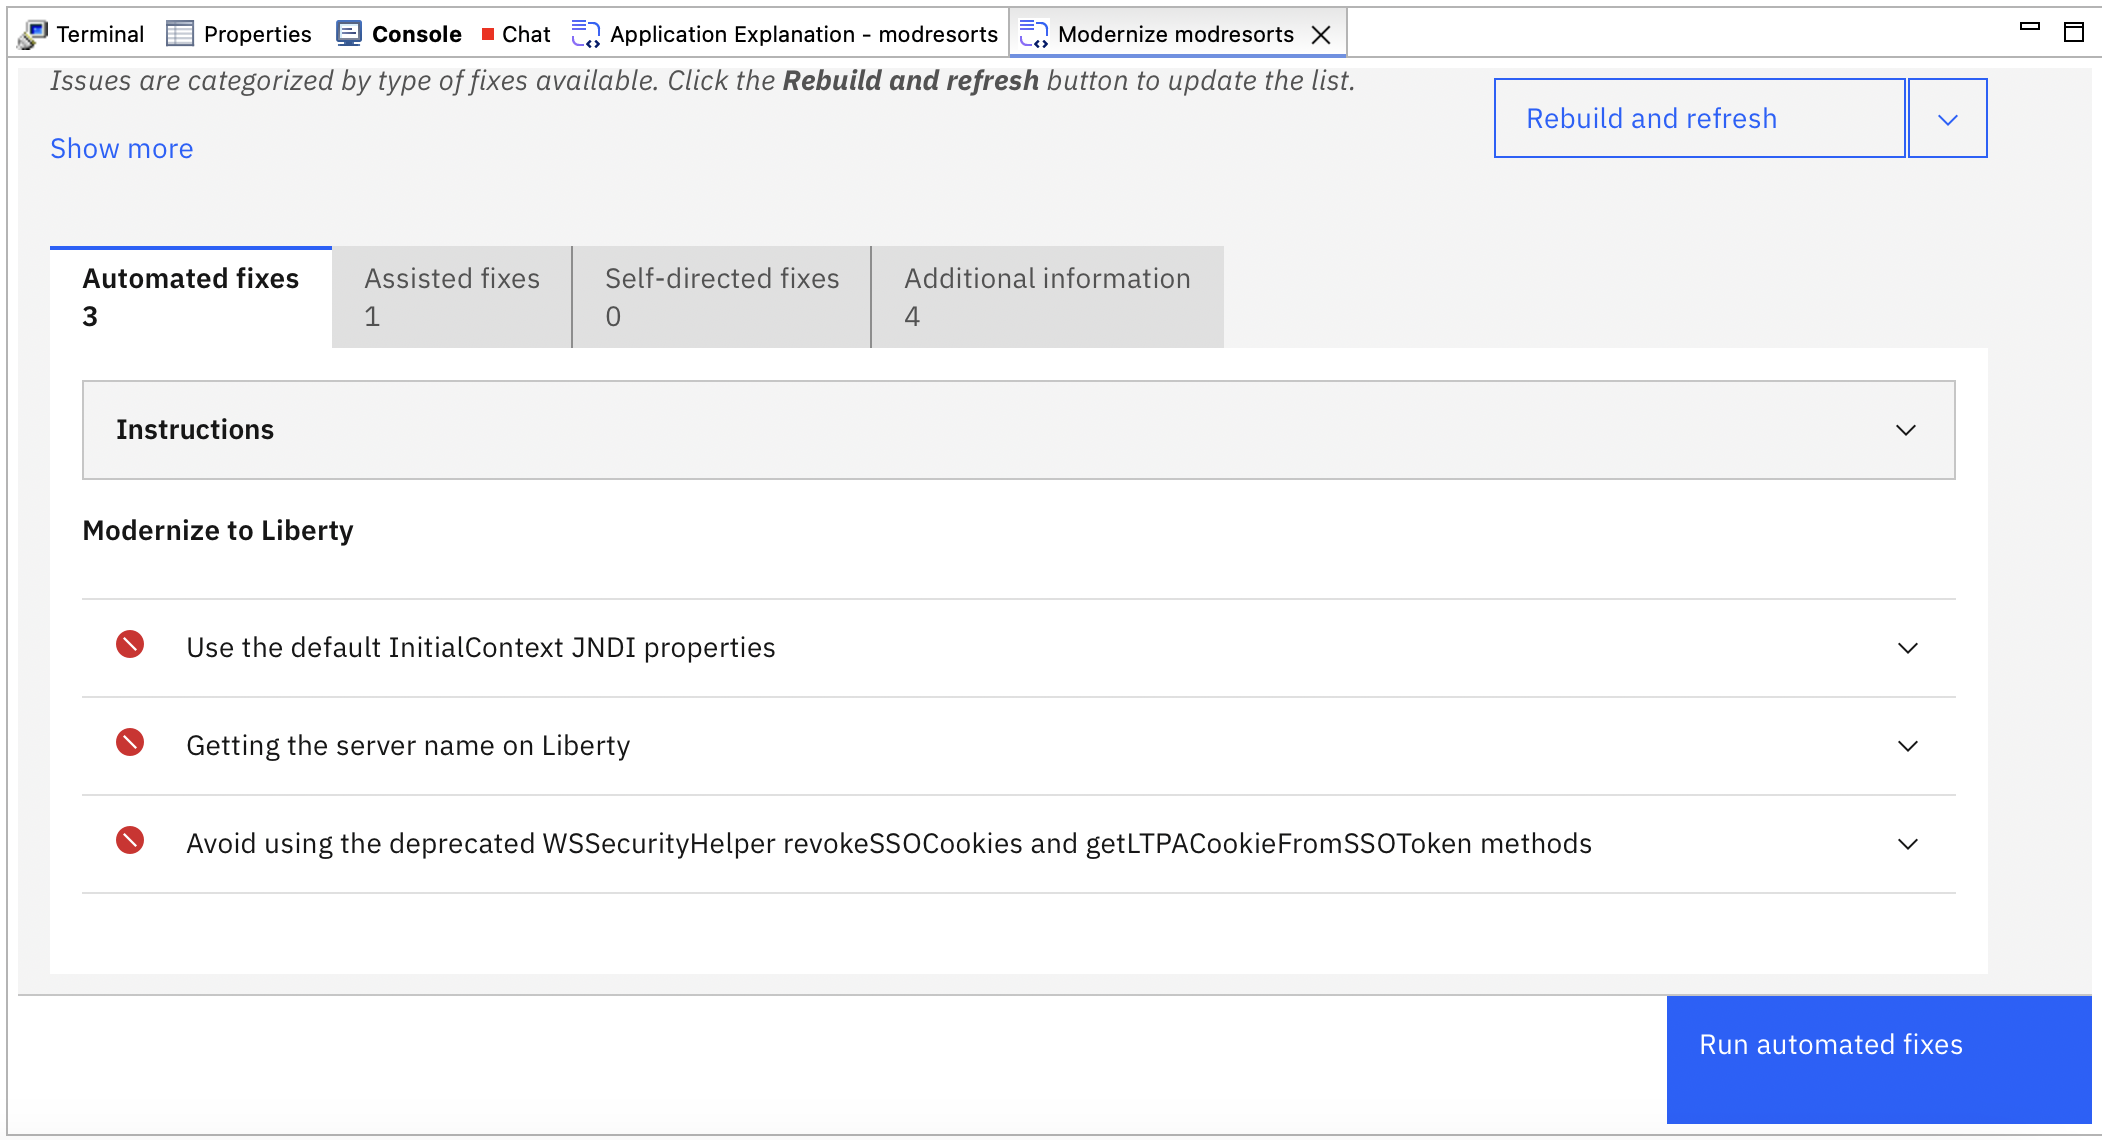 Terminal Properties Console Chat Application Explanation - modresorts Modernize modresorts
Issues are categorized by type of fixes available. Click the Rebuild and refresh button to update the list.
Rebuild and refresh
Show more
Automated fixes
3
Assisted fixes
1
Self-directed fixes
0
Additional information
4
Instructions
Modernize to Liberty
Use the default InitialContext JNDI properties
Getting the server name on Liberty
Avoid using the deprecated WSSecurityHelper revokeSSOCookies and getLTPACookieFromSSOToken methods
Run automated fixes